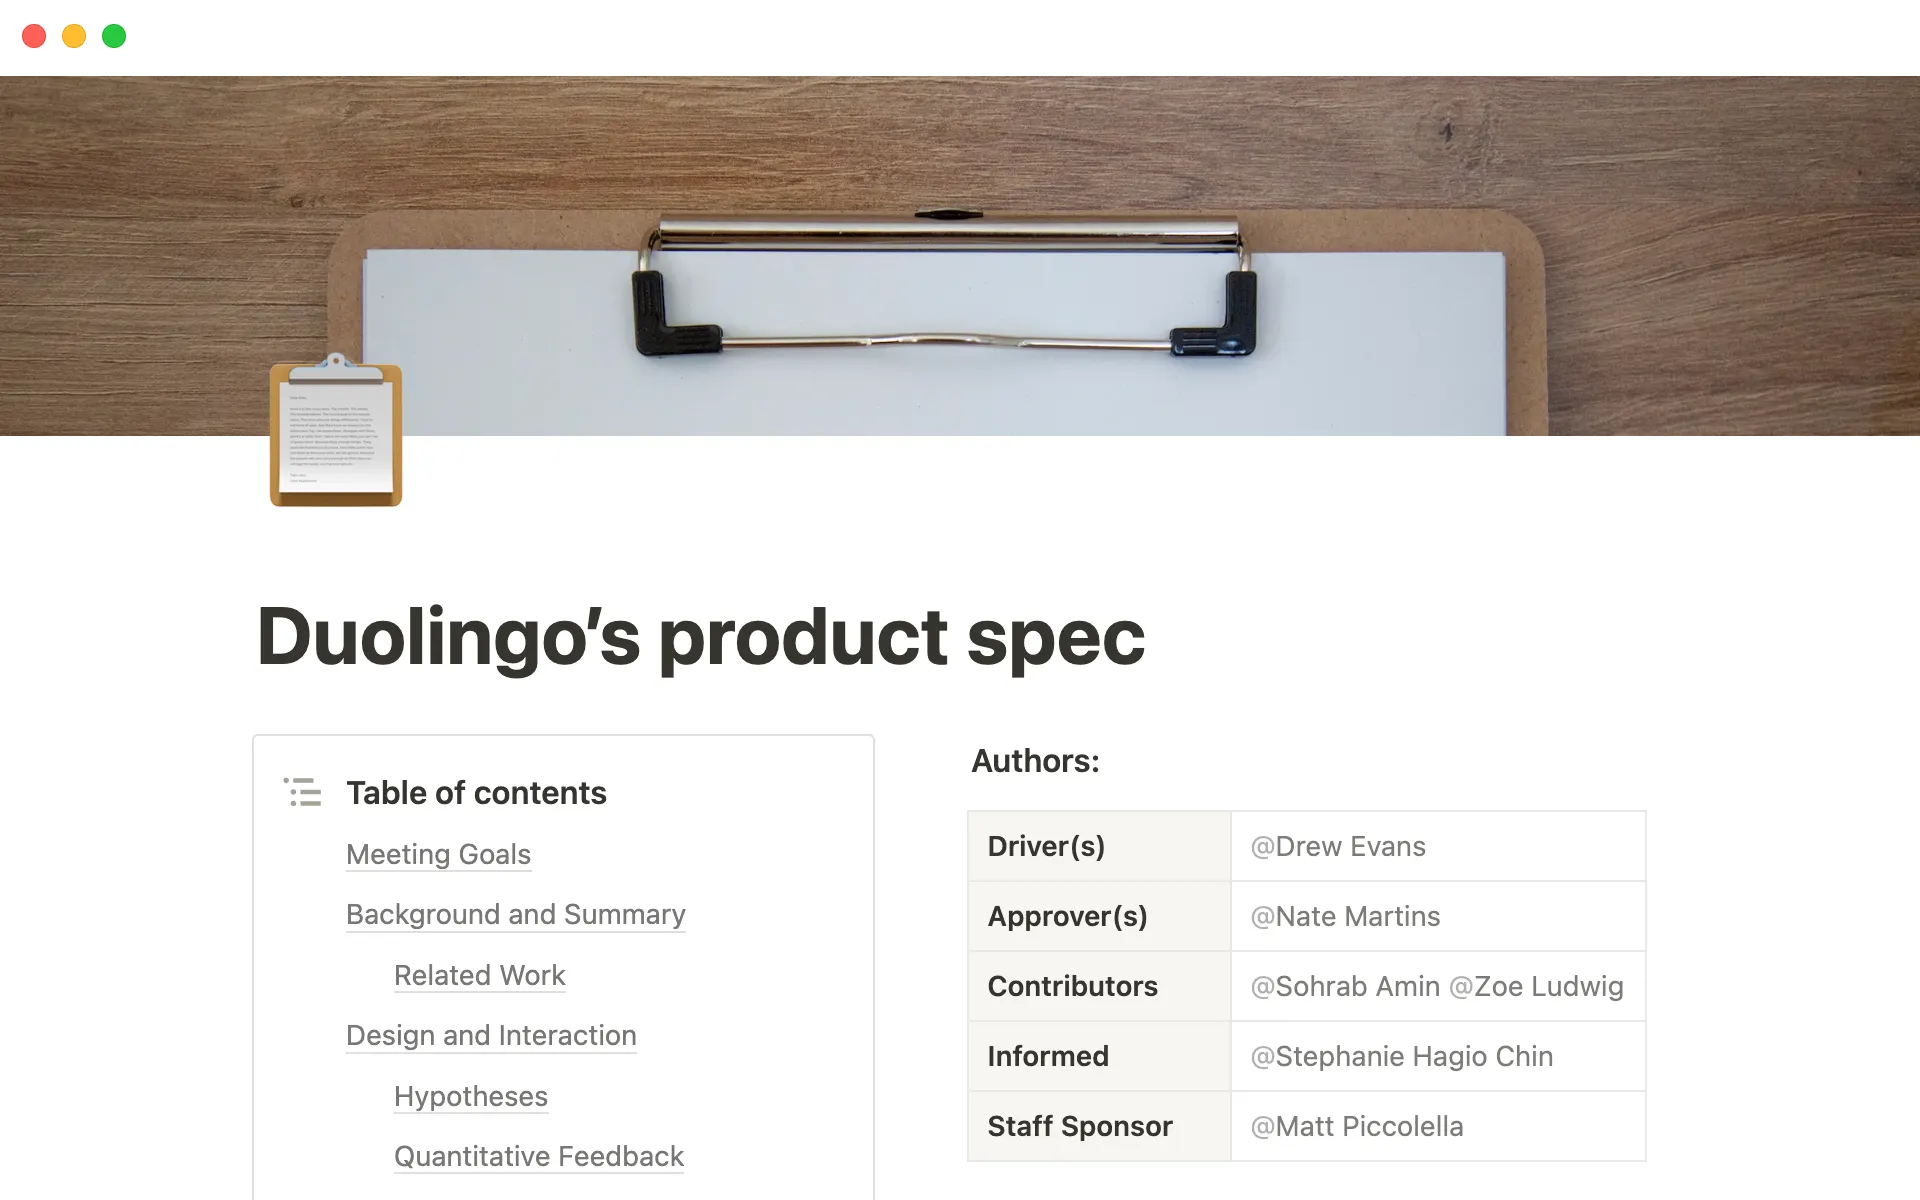 Duolingo’s product spec
Table of contents
Meeting Goals
Background and Summary
Related Work
Design and Interaction
Hypotheses
Quantitative Feedback
Authors:
Driver(s) @Drew Evans
Approver(s) @Nate Martins
Contributors @Sohrab Amin @Zoe Ludwig
Informed @Stephanie Hagio Chin
Staff Sponsor @Matt Piccolella